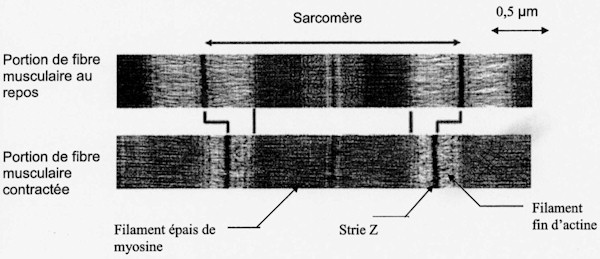 Sarcomère
0,5 µm
Portion de fibre
musculaire au
repos
Portion de fibre
musculaire
contractée
Filament épais de
myosine
Strie Z
Filament
fin d’actine